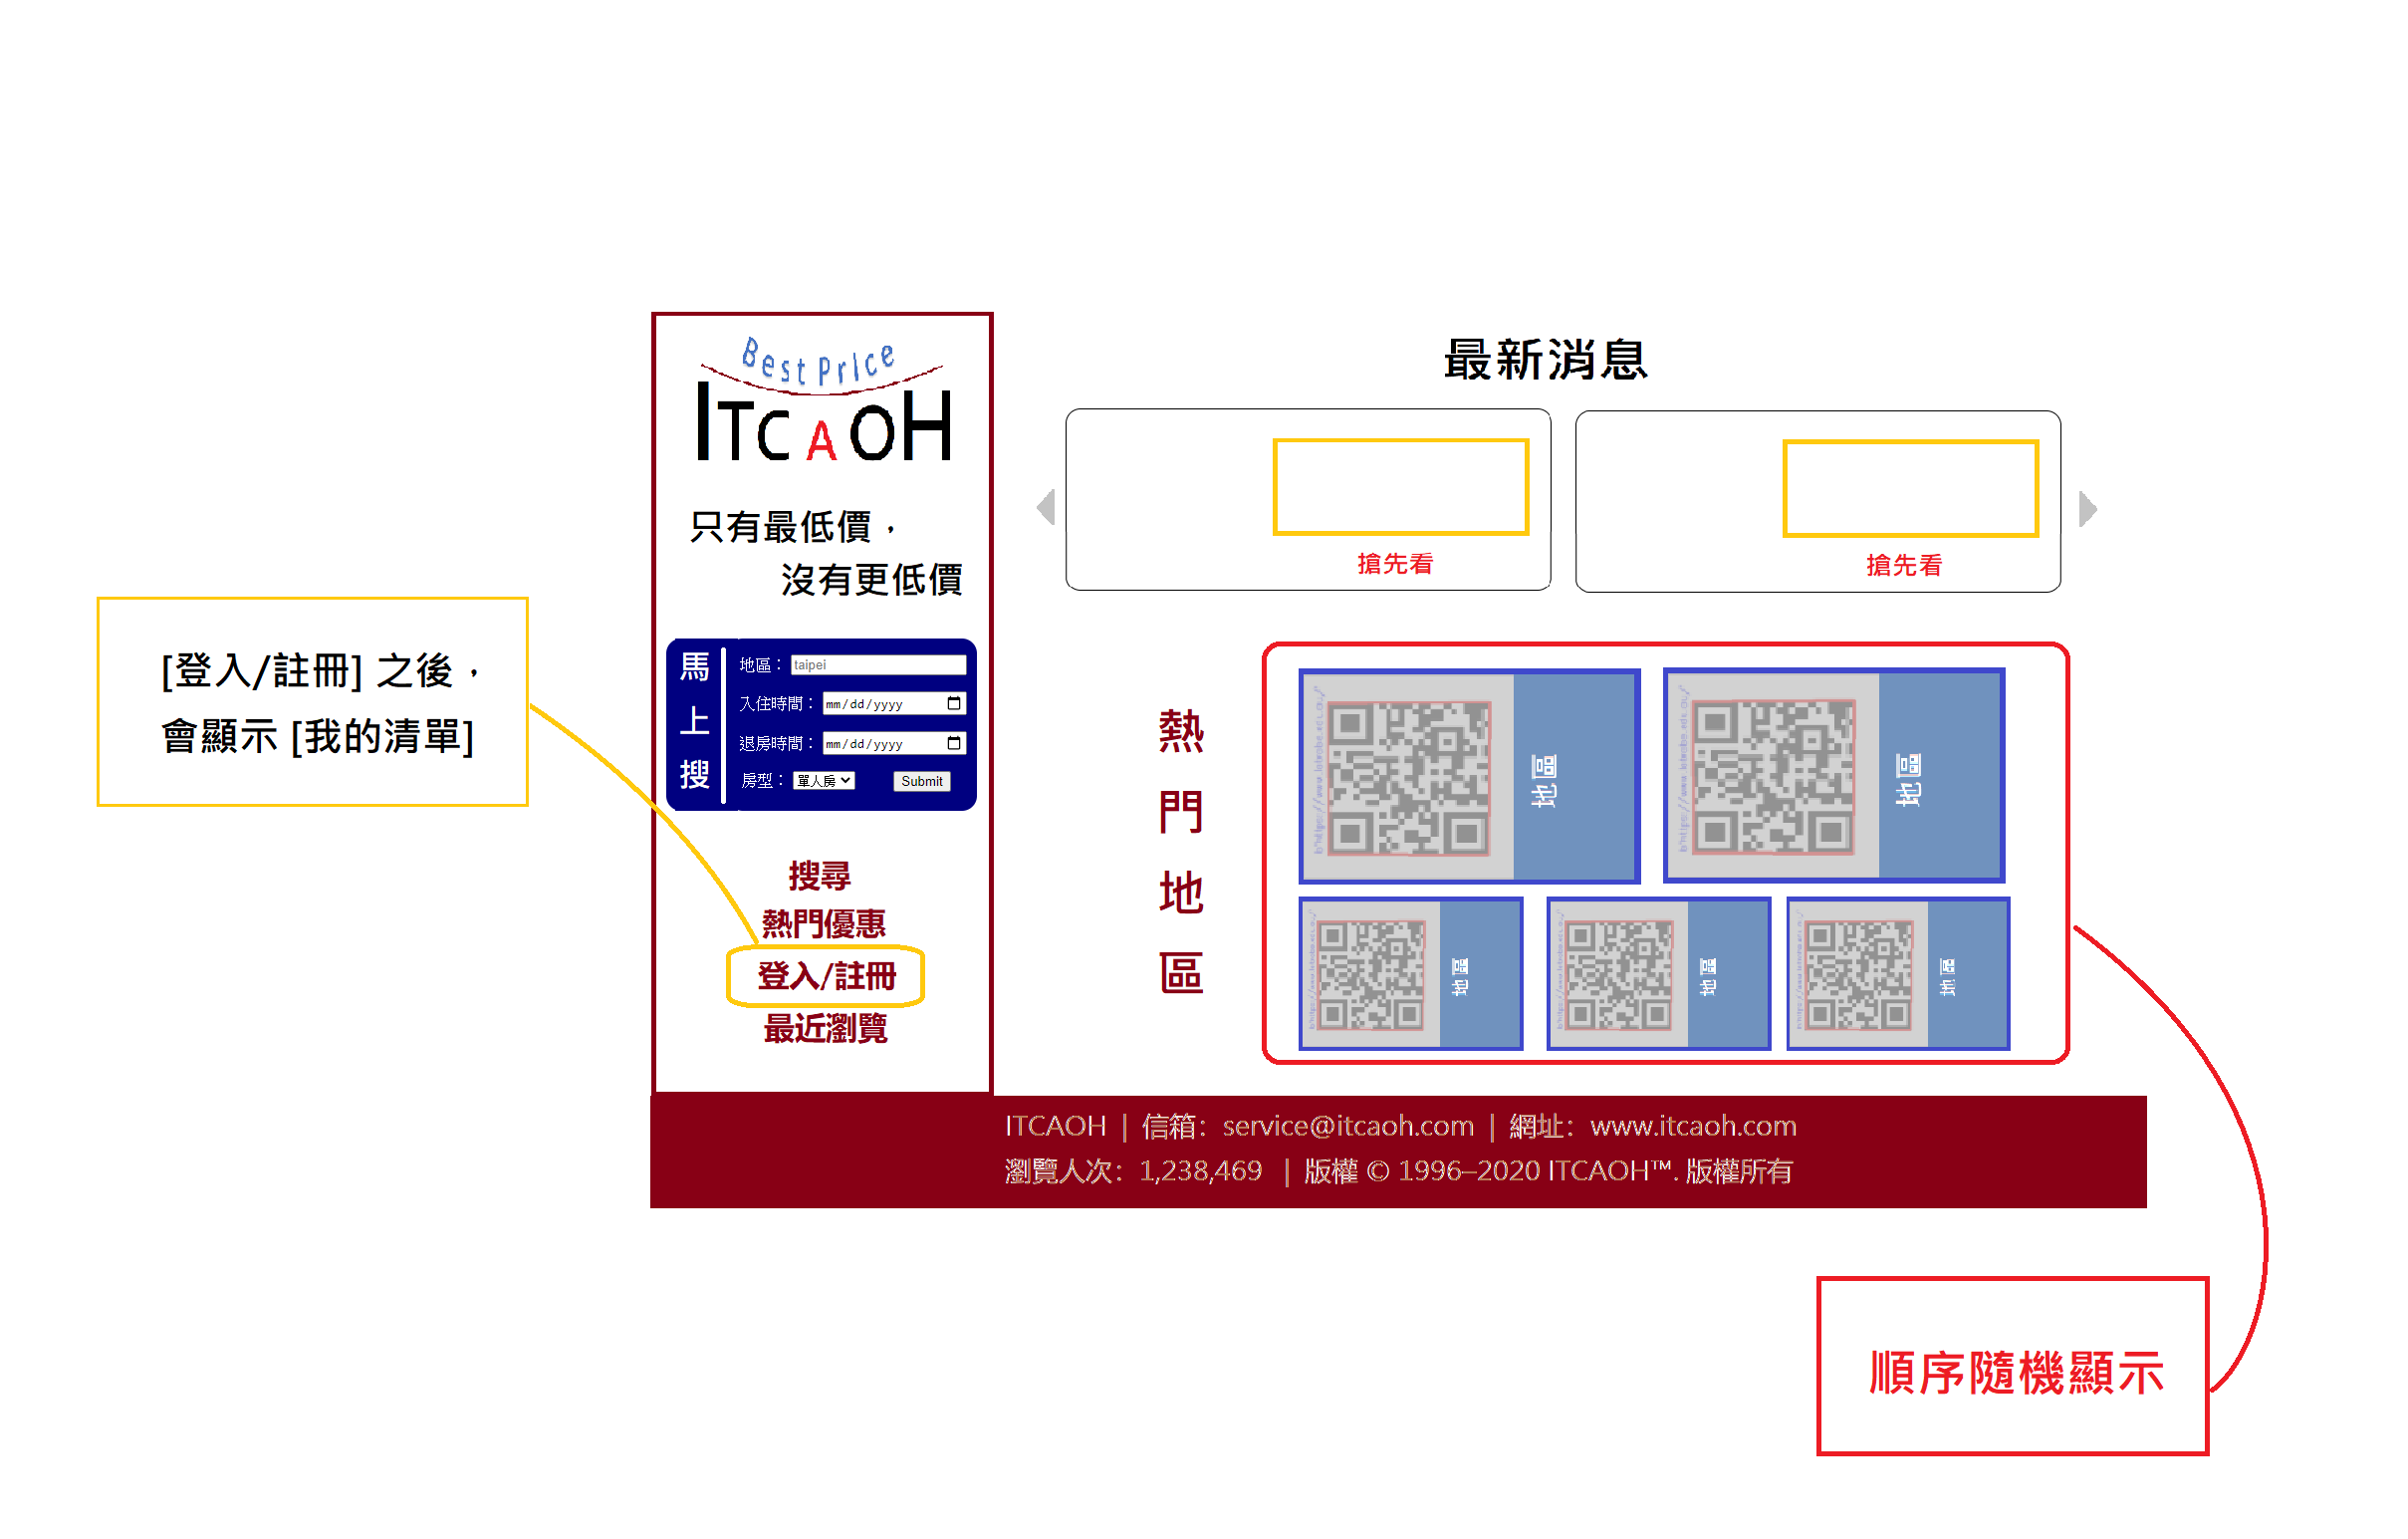 Best Price
ITCAOH
只有最低價，
沒有更低價
[登入/註冊] 之後，
會顯示 [我的清單]
馬上搜
地區： taipei
入住時間： mm/dd/yyyy
退房時間： mm/dd/yyyy
房型： 單人房 Submit
搜尋
熱門優惠
登入/註冊
最近瀏覽
最新消息
搶先看
搶先看
熱門地區
地區
地區
地區
地區
地區
ITCAOH | 信箱: service@itcaoh.com | 網址: www.itcaoh.com
瀏覽人次: 1,238,469 | 版權 © 1996–2020 ITCAOH™. 版權所有
順序隨機顯示